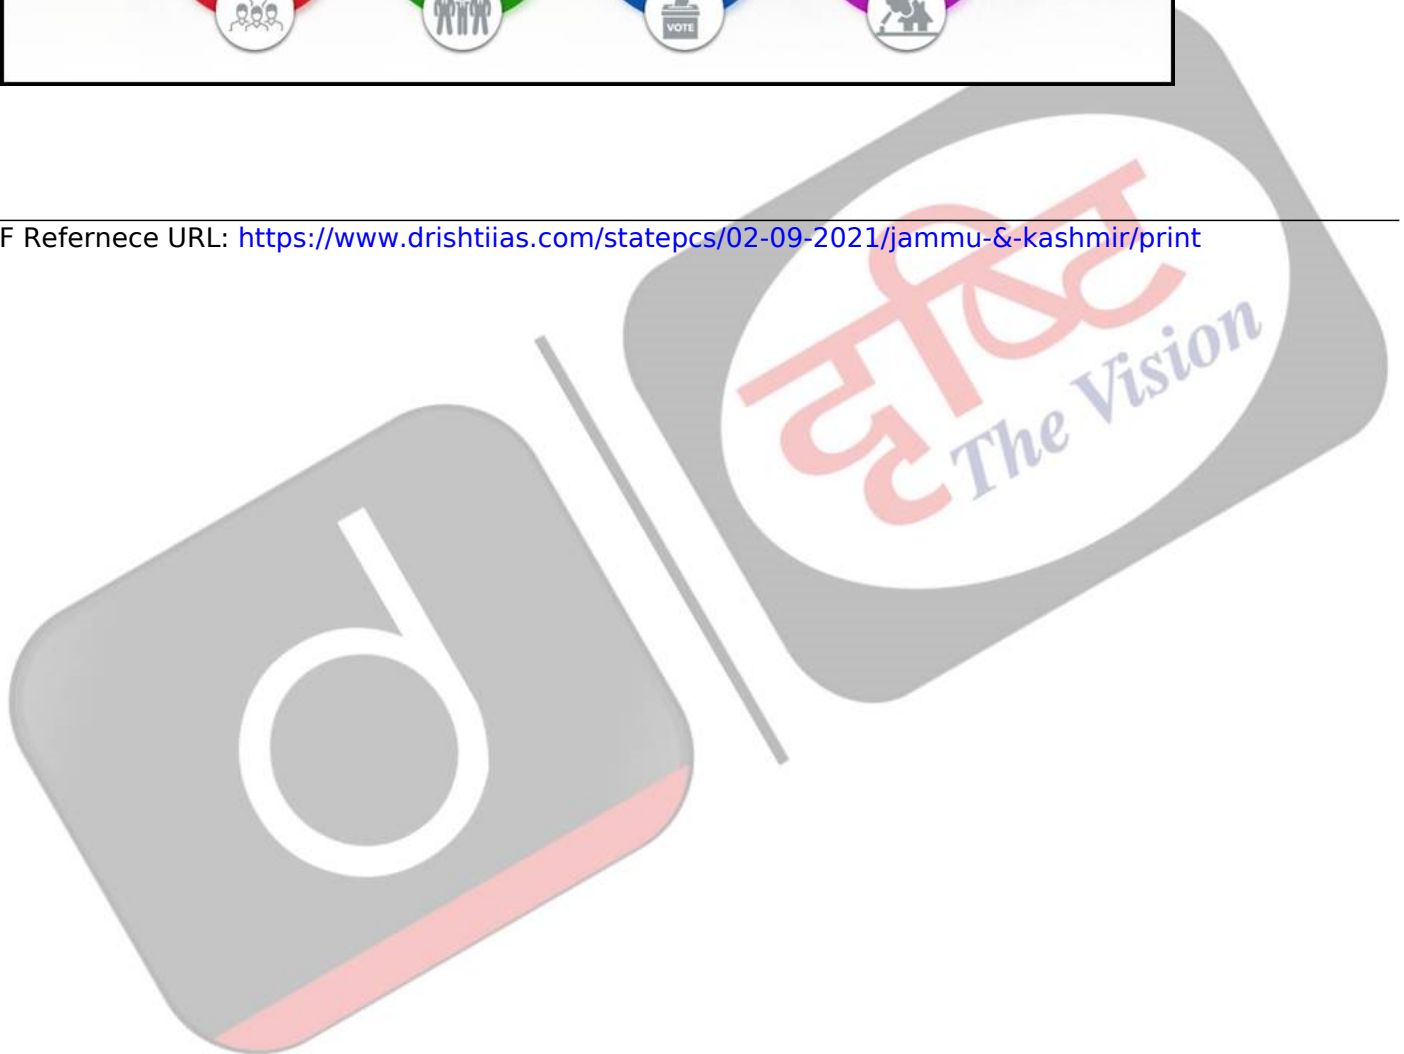 VOTE
F Refernece URL: https://www.drishtiias.com/statepcs/02-09-2021/jammu-&-kashmir/print
दृष्टि
The Vision
d